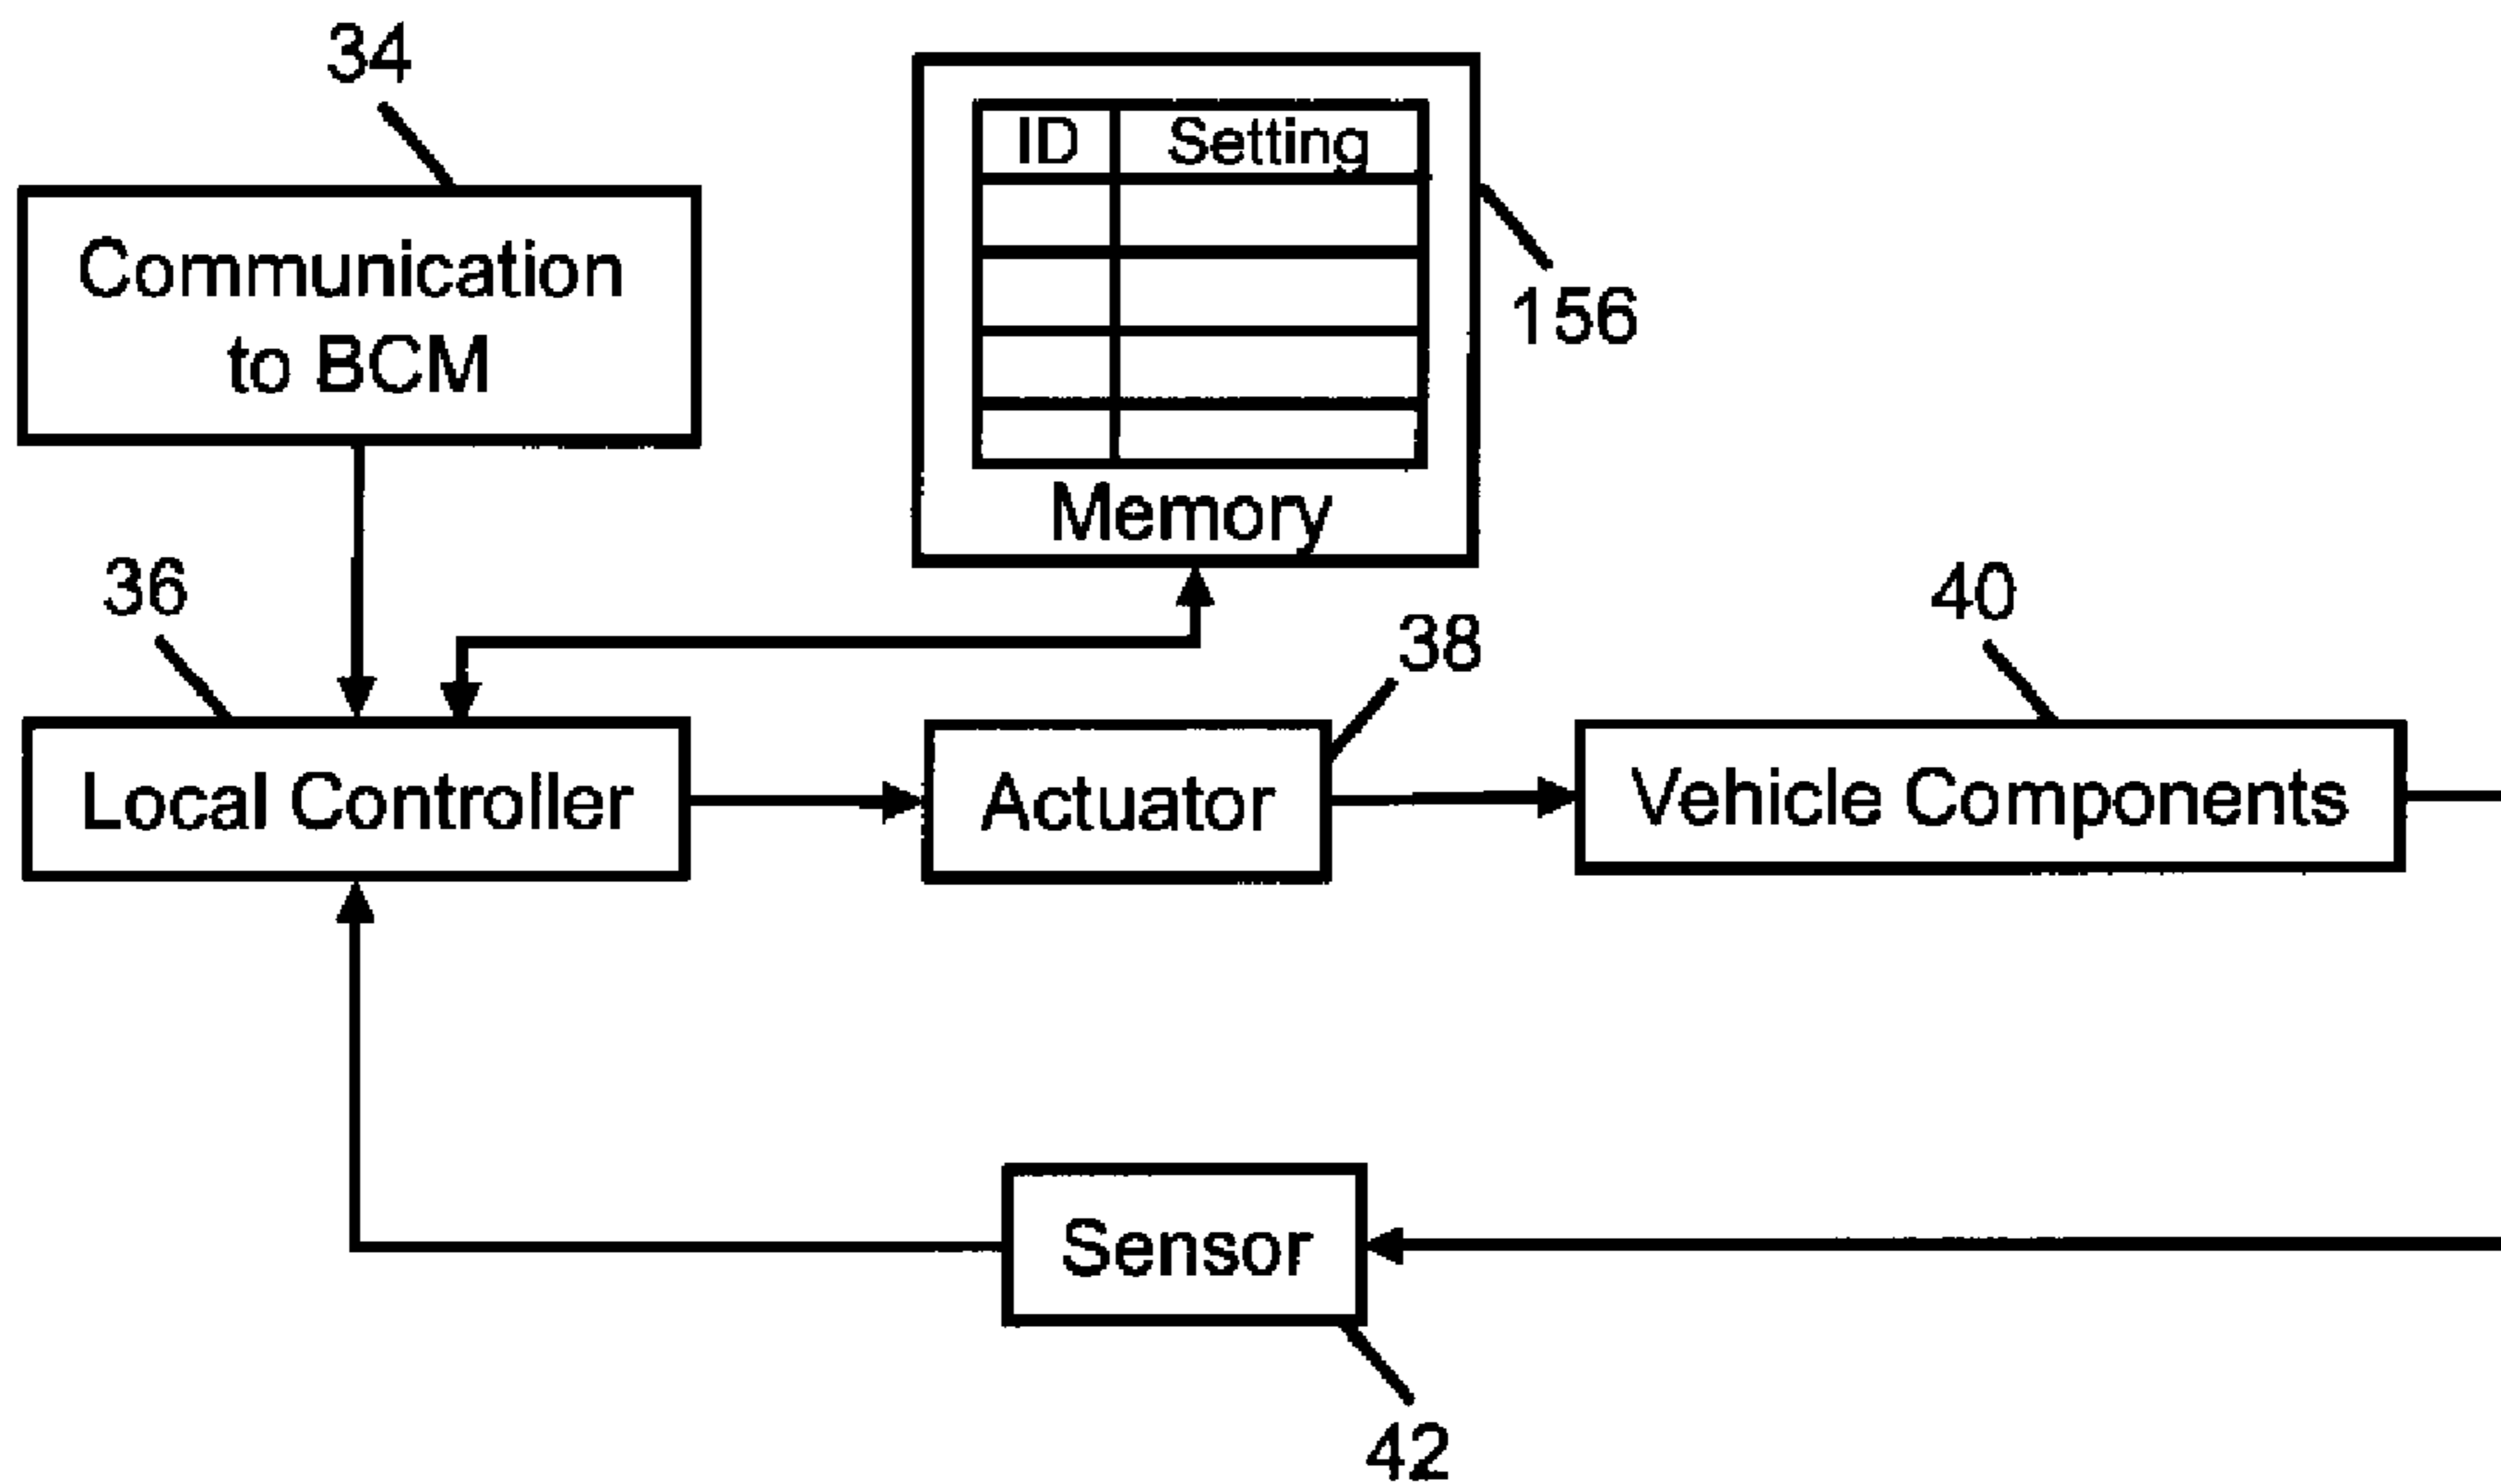 34
Communication
to BCM
ID Setting
Memory
156
36
38
40
Local Controller
Actuator
Vehicle Components
Sensor
42